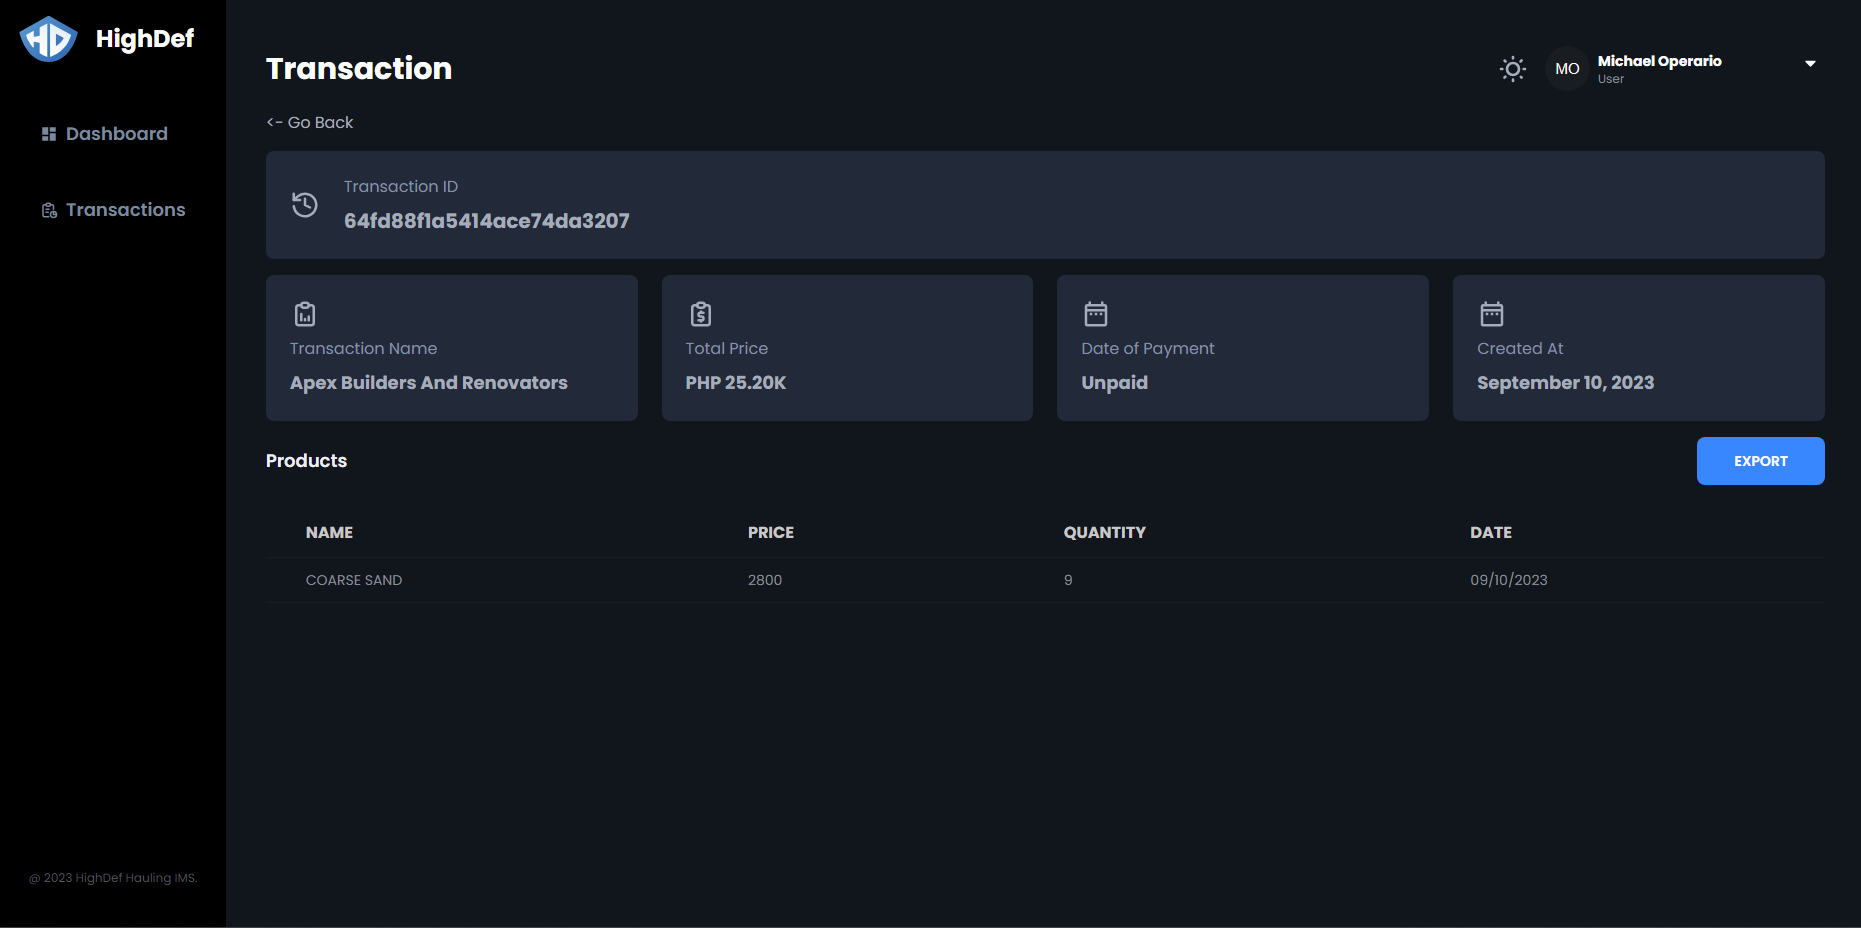 HD HighDef
Dashboard
Transactions
@ 2023 HighDef Hauling IMS.
Transaction
MO
Michael Operario
User
<- Go Back
Transaction ID
64fd88f1a5414ace74da3207
Transaction Name
Apex Builders And Renovators
Total Price
PHP 25.20K
Date of Payment
Unpaid
Created At
September 10, 2023
Products
EXPORT
NAME PRICE QUANTITY DATE
COARSE SAND 2800 9 09/10/2023